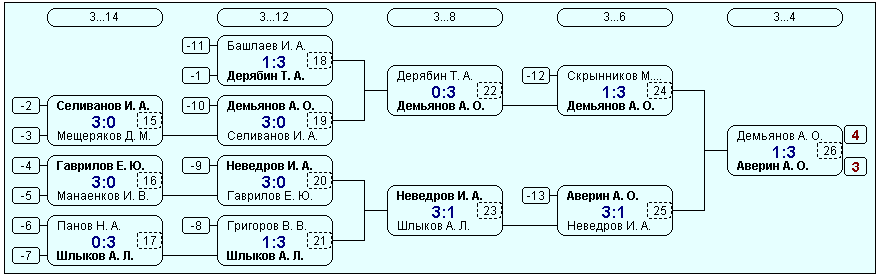 3...14
3...12
3...8
3...6
3...4
-11
Башлаев И. А.
1:3
18
-1
Дерябин Т. А.
-2
Селиванов И. А.
3:0
15
-3
Мещеряков Д. М.
-10
Демьянов А. О.
3:0
19
Селиванов И. А.
-4
Гаврилов Е. Ю.
3:0
16
-5
Манаенков И. В.
-9
Неведров И. А.
3:0
20
Гаврилов Е. Ю.
-6
Панов Н. А.
0:3
17
-7
Шлыков А. Л.
-8
Григоров В. В.
1:3
21
Шлыков А. Л.
Дерябин Т. А.
0:3
22
Демьянов А. О.
Неведров И. А.
3:1
23
Шлыков А. Л.
-12
Скрынников М....
1:3
24
Демьянов А. О.
-13
Аверин А. О.
3:1
25
Неведров И. А.
Демьянов А. О.
4
1:3
26
Аверин А. О.
3